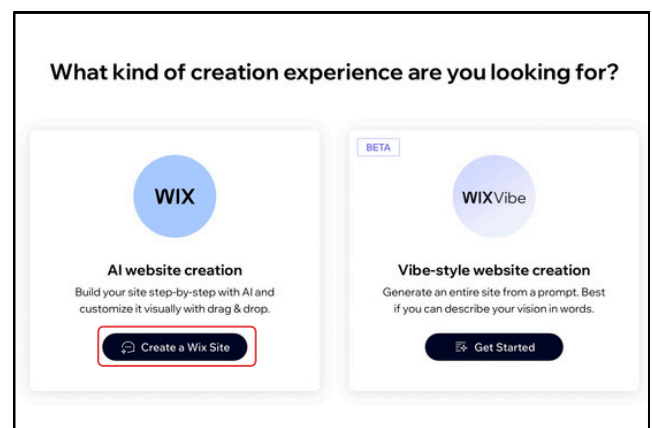 What kind of creation experience are you looking for?
WIX
AI website creation
Build your site step-by-step with AI and
customize it visually with drag & drop.
Create a Wix Site
BETA
WIXVibe
Vibe-style website creation
Generate an entire site from a prompt. Best
if you can describe your vision in words.
Get Started